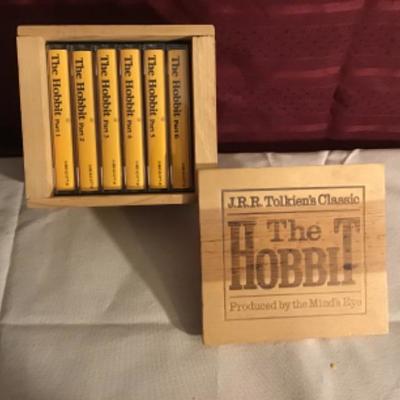 The Hobbit Part 1
The Hobbit Part 2
The Hobbit Part 3
The Hobbit Part 4
The Hobbit Part 5
The Hobbit Part 6
J.R.R. Tolkien's Classic
The
HOBBIT
Produced by the Mind's Eye